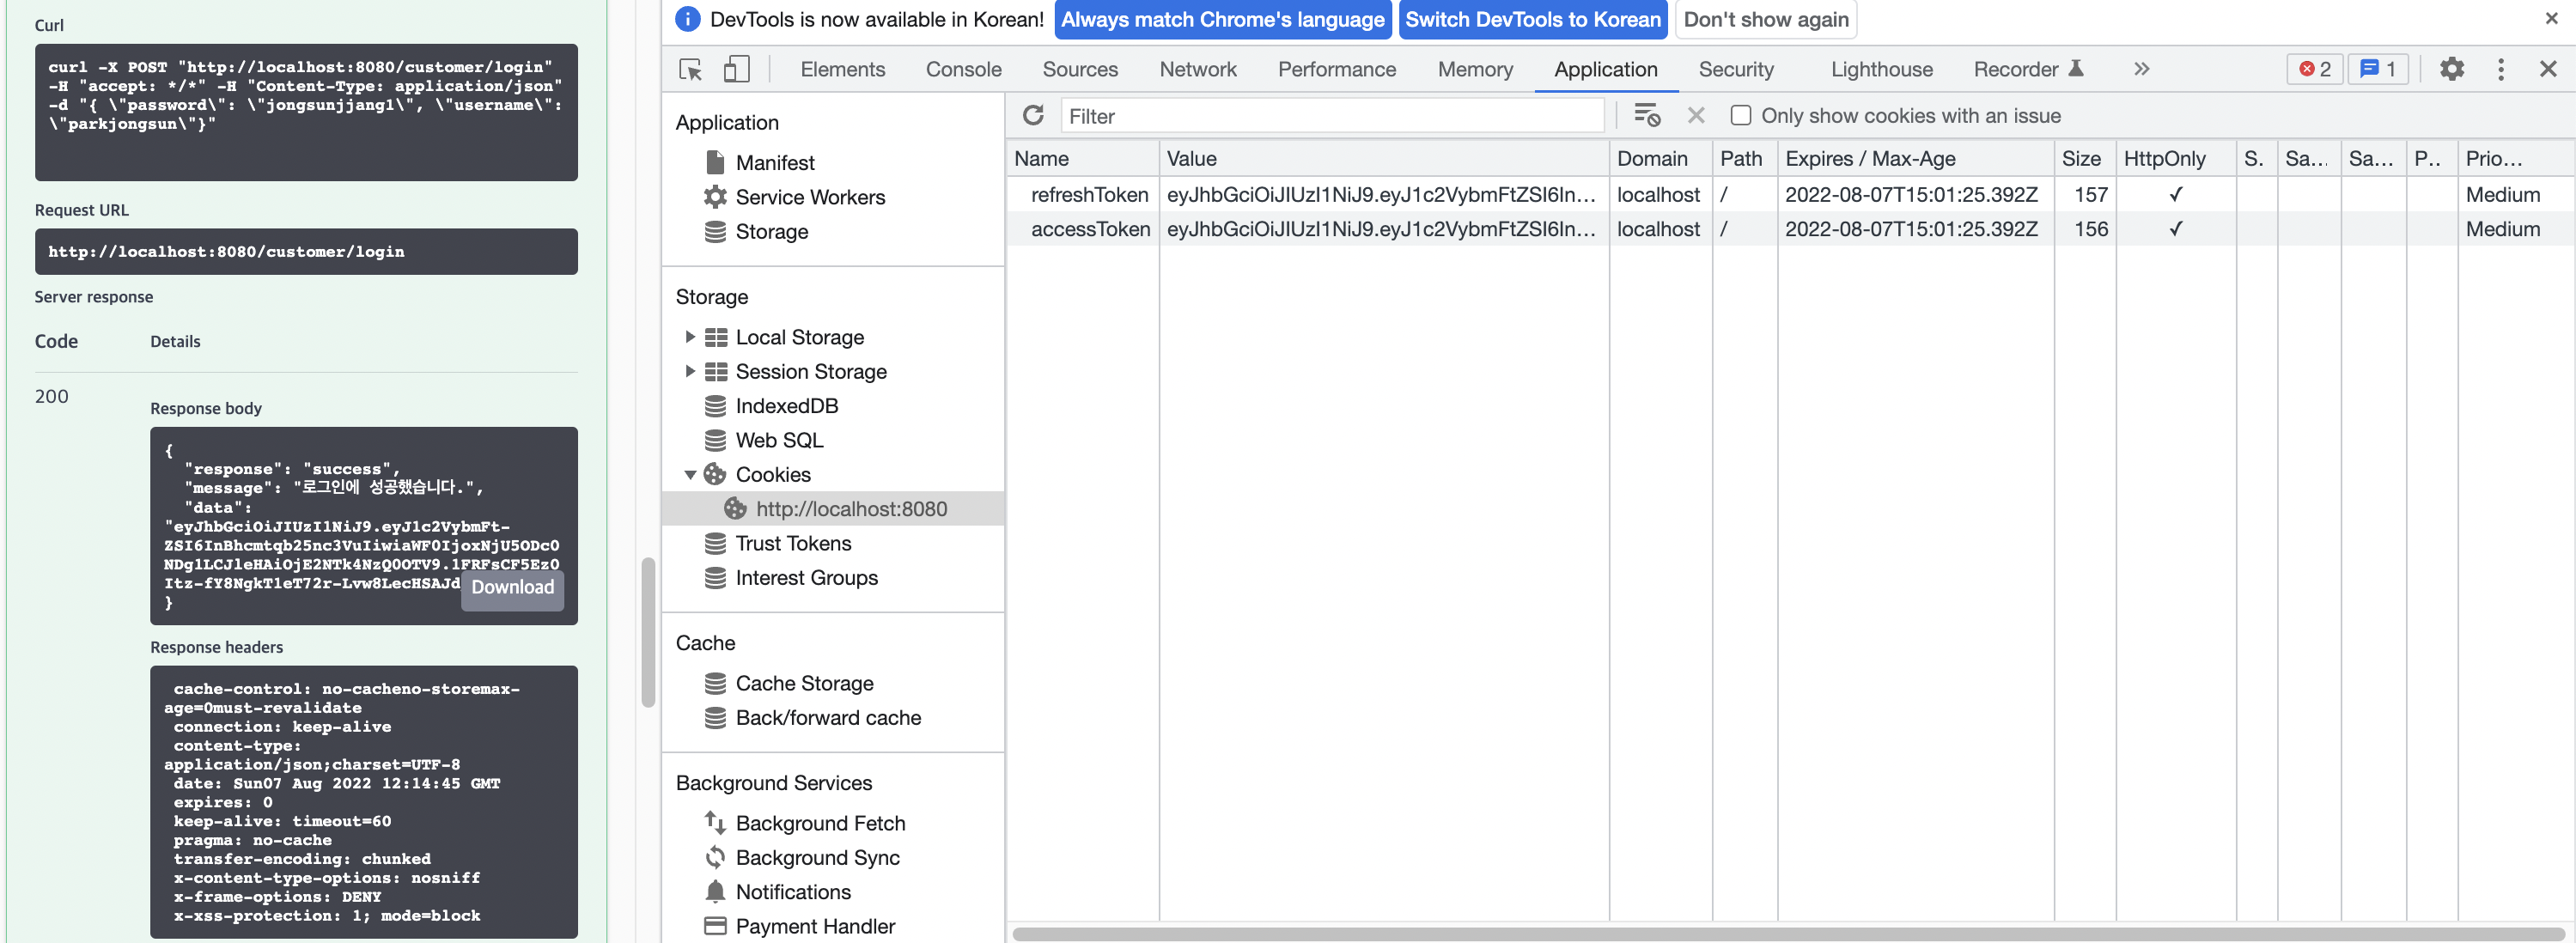 Curl
curl -X POST "http://localhost:8080/customer/login"
-H "accept: */*" -H "Content-Type: application/json"
-d "{ \"password\": \"jongsunjjang1\", \"username\":
\"parkjongsun\"}"
Request URL
http://localhost:8080/customer/login
Server response
Code Details
200
Response body
{
"response": "success",
"message": "로그인에 성공했습니다.",
"data":
"eyJhbGciOiJIUzI1NiJ9.eyJ1c2VybmFt-
ZSI6InBhcmtqb25nc3VuIiwiaWF0IjoxNjU5ODc0
NDg1LCJleHAiOjE2NTk4NzQ0OTV9.1FRFsCF5Ez0
Itz-fY8NgkT1eT72r-Lvw8LecHSAJd
}
Download
Response headers
cache-control: no-cacheno-storemax-
age=0must-revalidate
connection: keep-alive
content-type:
application/json;charset=UTF-8
date: Sun07 Aug 2022 12:14:45 GMT
expires: 0
keep-alive: timeout=60
pragma: no-cache
transfer-encoding: chunked
x-content-type-options: nosniff
x-frame-options: DENY
x-xss-protection: 1; mode=block
DevTools is now available in Korean! Always match Chrome's language Switch DevTools to Korean Don't show again
Elements Console Sources Network Performance Memory Application Security Lighthouse Recorder 2 1
Application
Manifest
Service Workers
Storage
Storage
Local Storage
Session Storage
IndexedDB
Web SQL
Cookies
http://localhost:8080
Trust Tokens
Interest Groups
Cache
Cache Storage
Back/forward cache
Background Services
Background Fetch
Background Sync
Notifications
Payment Handler
Filter Only show cookies with an issue
Name Value Domain Path Expires / Max-Age Size HttpOnly S. Sa... Sa... P.. Prio...
refreshToken eyJhbGciOiJIUzI1NiJ9.eyJ1c2VybmFtZSI6In... localhost / 2022-08-07T15:01:25.392Z 157 ✓ Medium
accessToken eyJhbGciOiJIUzI1NiJ9.eyJ1c2VybmFtZSI6In... localhost / 2022-08-07T15:01:25.392Z 156 ✓ Medium